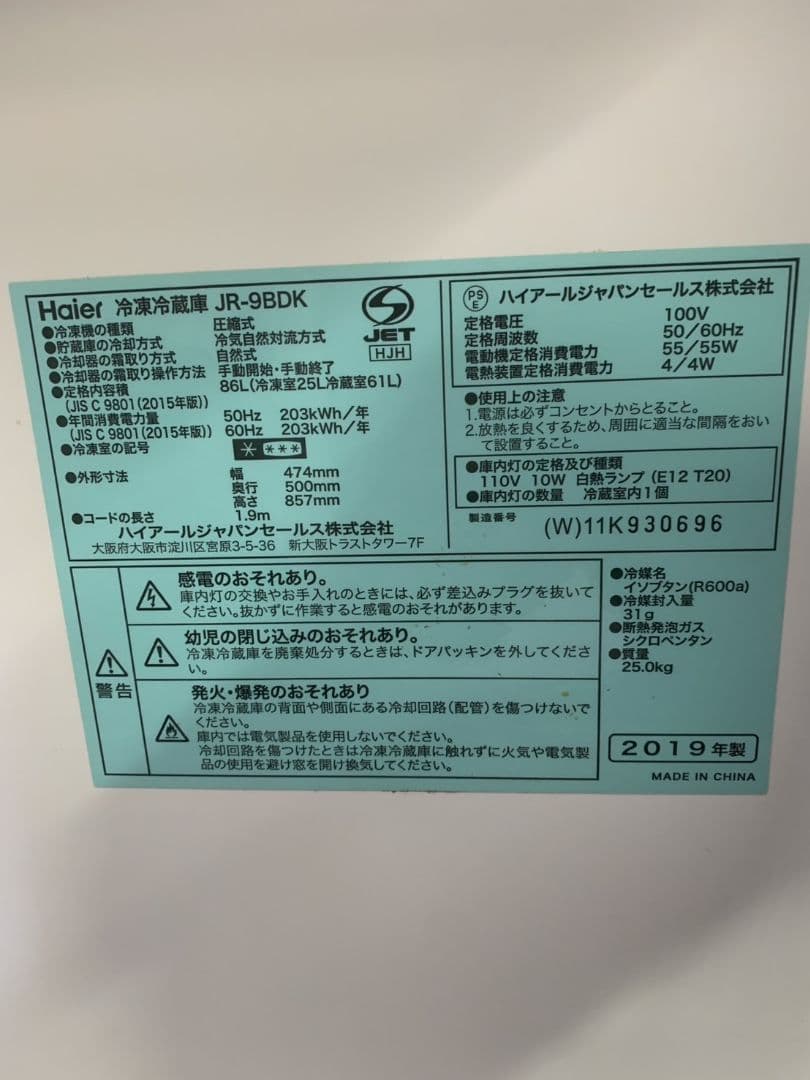 Haier 冷凍冷蔵庫 JR-9BDK
●冷凍機の種類 圧縮式
●貯蔵庫の冷却方式 冷気自然対流方式
●冷却器の霜取り方式 自然式
●冷却器の霜取り操作方法 手動開始・手動終了
●定格内容積 86L(冷凍室25L冷蔵室61L)
(JIS C 9801(2015年版))
●年間消費電力量 50Hz 203kWh/年
(JIS C 9801(2015年版)) 60Hz 203kWh/年
●冷凍室の記号
●外形寸法 幅 474mm
奥行 500mm
高さ 857mm
●コードの長さ 1.9m
ハイアールジャパンセールス株式会社
大阪府大阪市淀川区宮原3-5-36 新大阪トラストタワー7F
S
JET
HJH
PS
E
ハイアールジャパンセールス株式会社
定格電圧 100V
定格周波数 50/60Hz
電動機定格消費電力 55/55W
電熱装置定格消費電力 4/4W
●使用上の注意
1.電源は必ずコンセントからとること。
2.放熱を良くするため、周囲に適当な間隔をおい
て設置すること。
●庫内灯の定格及び種類
110V 10W 白熱ランプ(E12 T20)
●庫内灯の数量 冷蔵室内1個
製造番号 (W)11K930696
警告
感電のおそれあり。
庫内灯の交換やお手入れのときには、必ず差込みプラグを抜いて
ください。抜かずに作業すると感電のおそれがあります。
幼児の閉じ込みのおそれあり。
冷凍冷蔵庫を廃棄処分するときは、ドアパッキンを外してくださ
い。
発火・爆発のおそれあり
冷凍冷蔵庫の背面や側面にある冷却回路(配管)を傷つけないで
ください。
庫内では電気製品を使用しないでください。
冷却回路を傷つけたときは冷凍冷蔵庫に触れずに火気や電気製
品の使用を避け窓を開け換気してください。
●冷媒名
イソブタン(R600a)
●冷媒封入量
31g
●断熱発泡ガス
シクロペンタン
●質量
25.0kg
2019年製
MADE IN CHINA